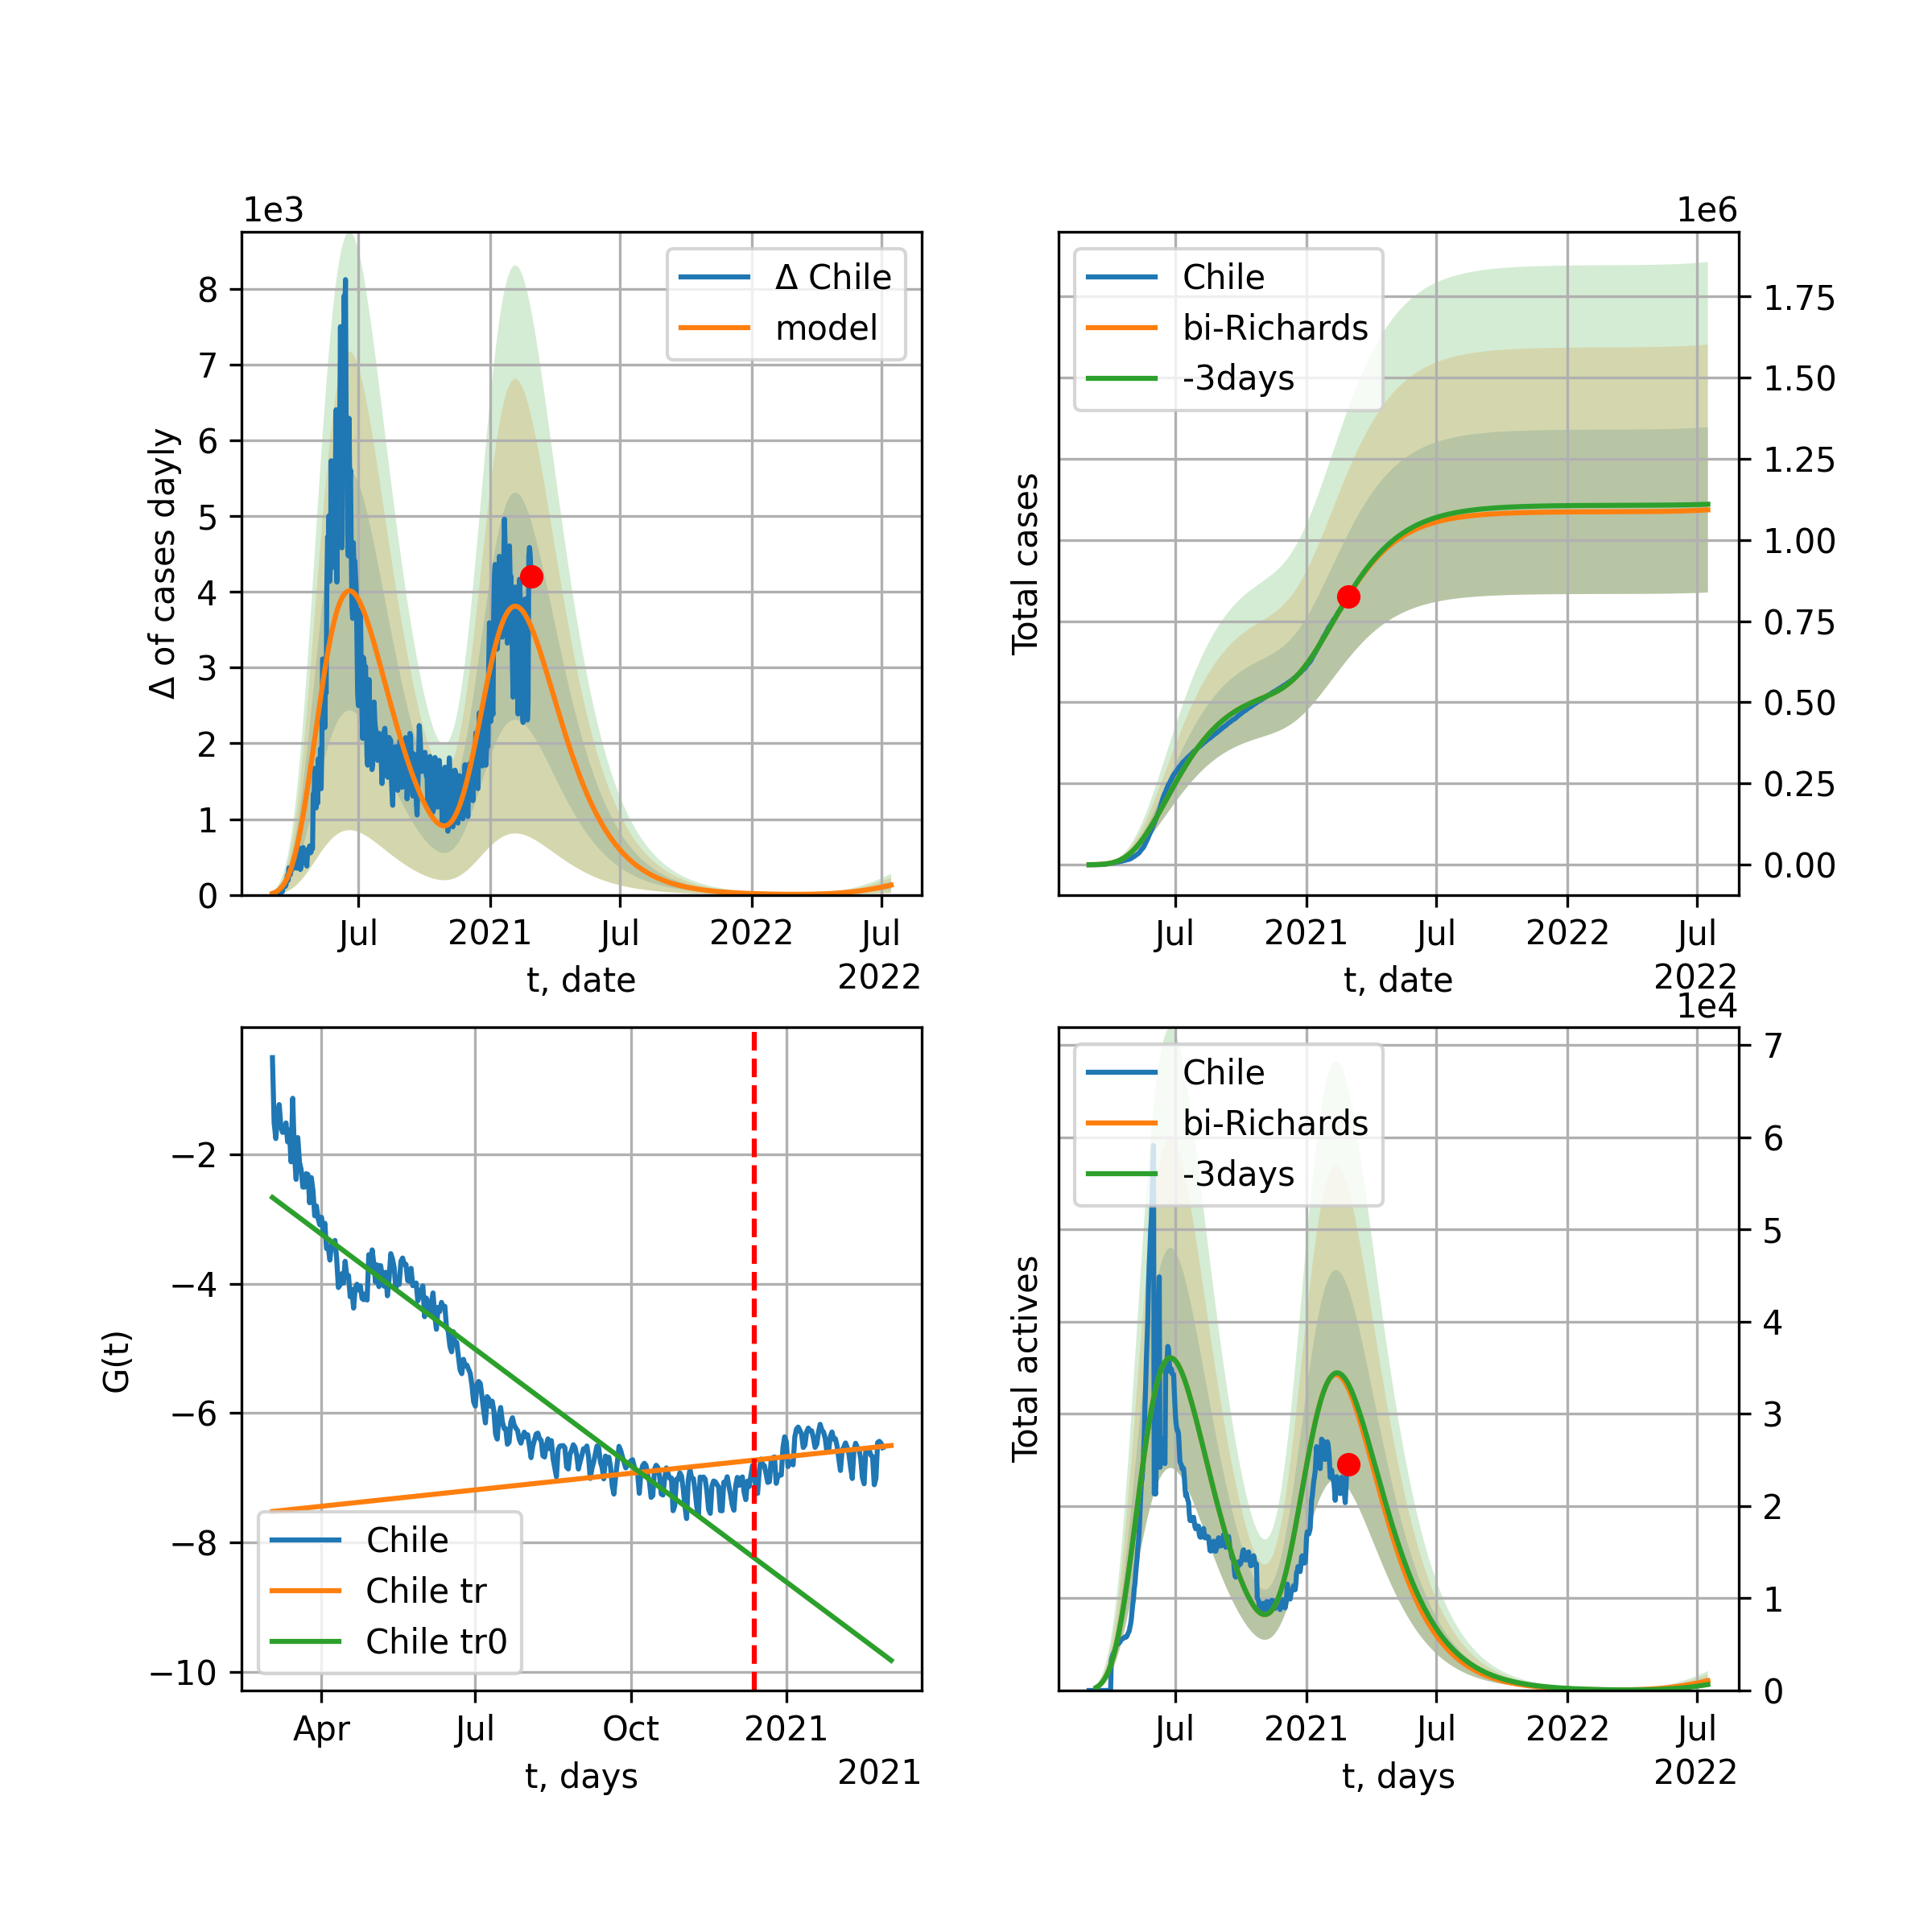 1e3
Δ of cases dayly
8
7
6
5
4
3
2
1
0
Δ Chile
model
Jul
2021
Jul
2022
Jul
2022
t, date
1e6
Total cases
Chile
bi-Richards
-3days
1.75
1.50
1.25
1.00
0.75
0.50
0.25
0.00
Jul
2021
Jul
2022
Jul
2022
t, date
G(t)
−2
−4
−6
−8
−10
Chile
Chile tr
Chile tr0
Apr
Jul
Oct
2021
2021
t, days
1e4
Total actives
Chile
bi-Richards
-3days
7
6
5
4
3
2
1
0
Jul
2021
Jul
2022
Jul
2022
t, days